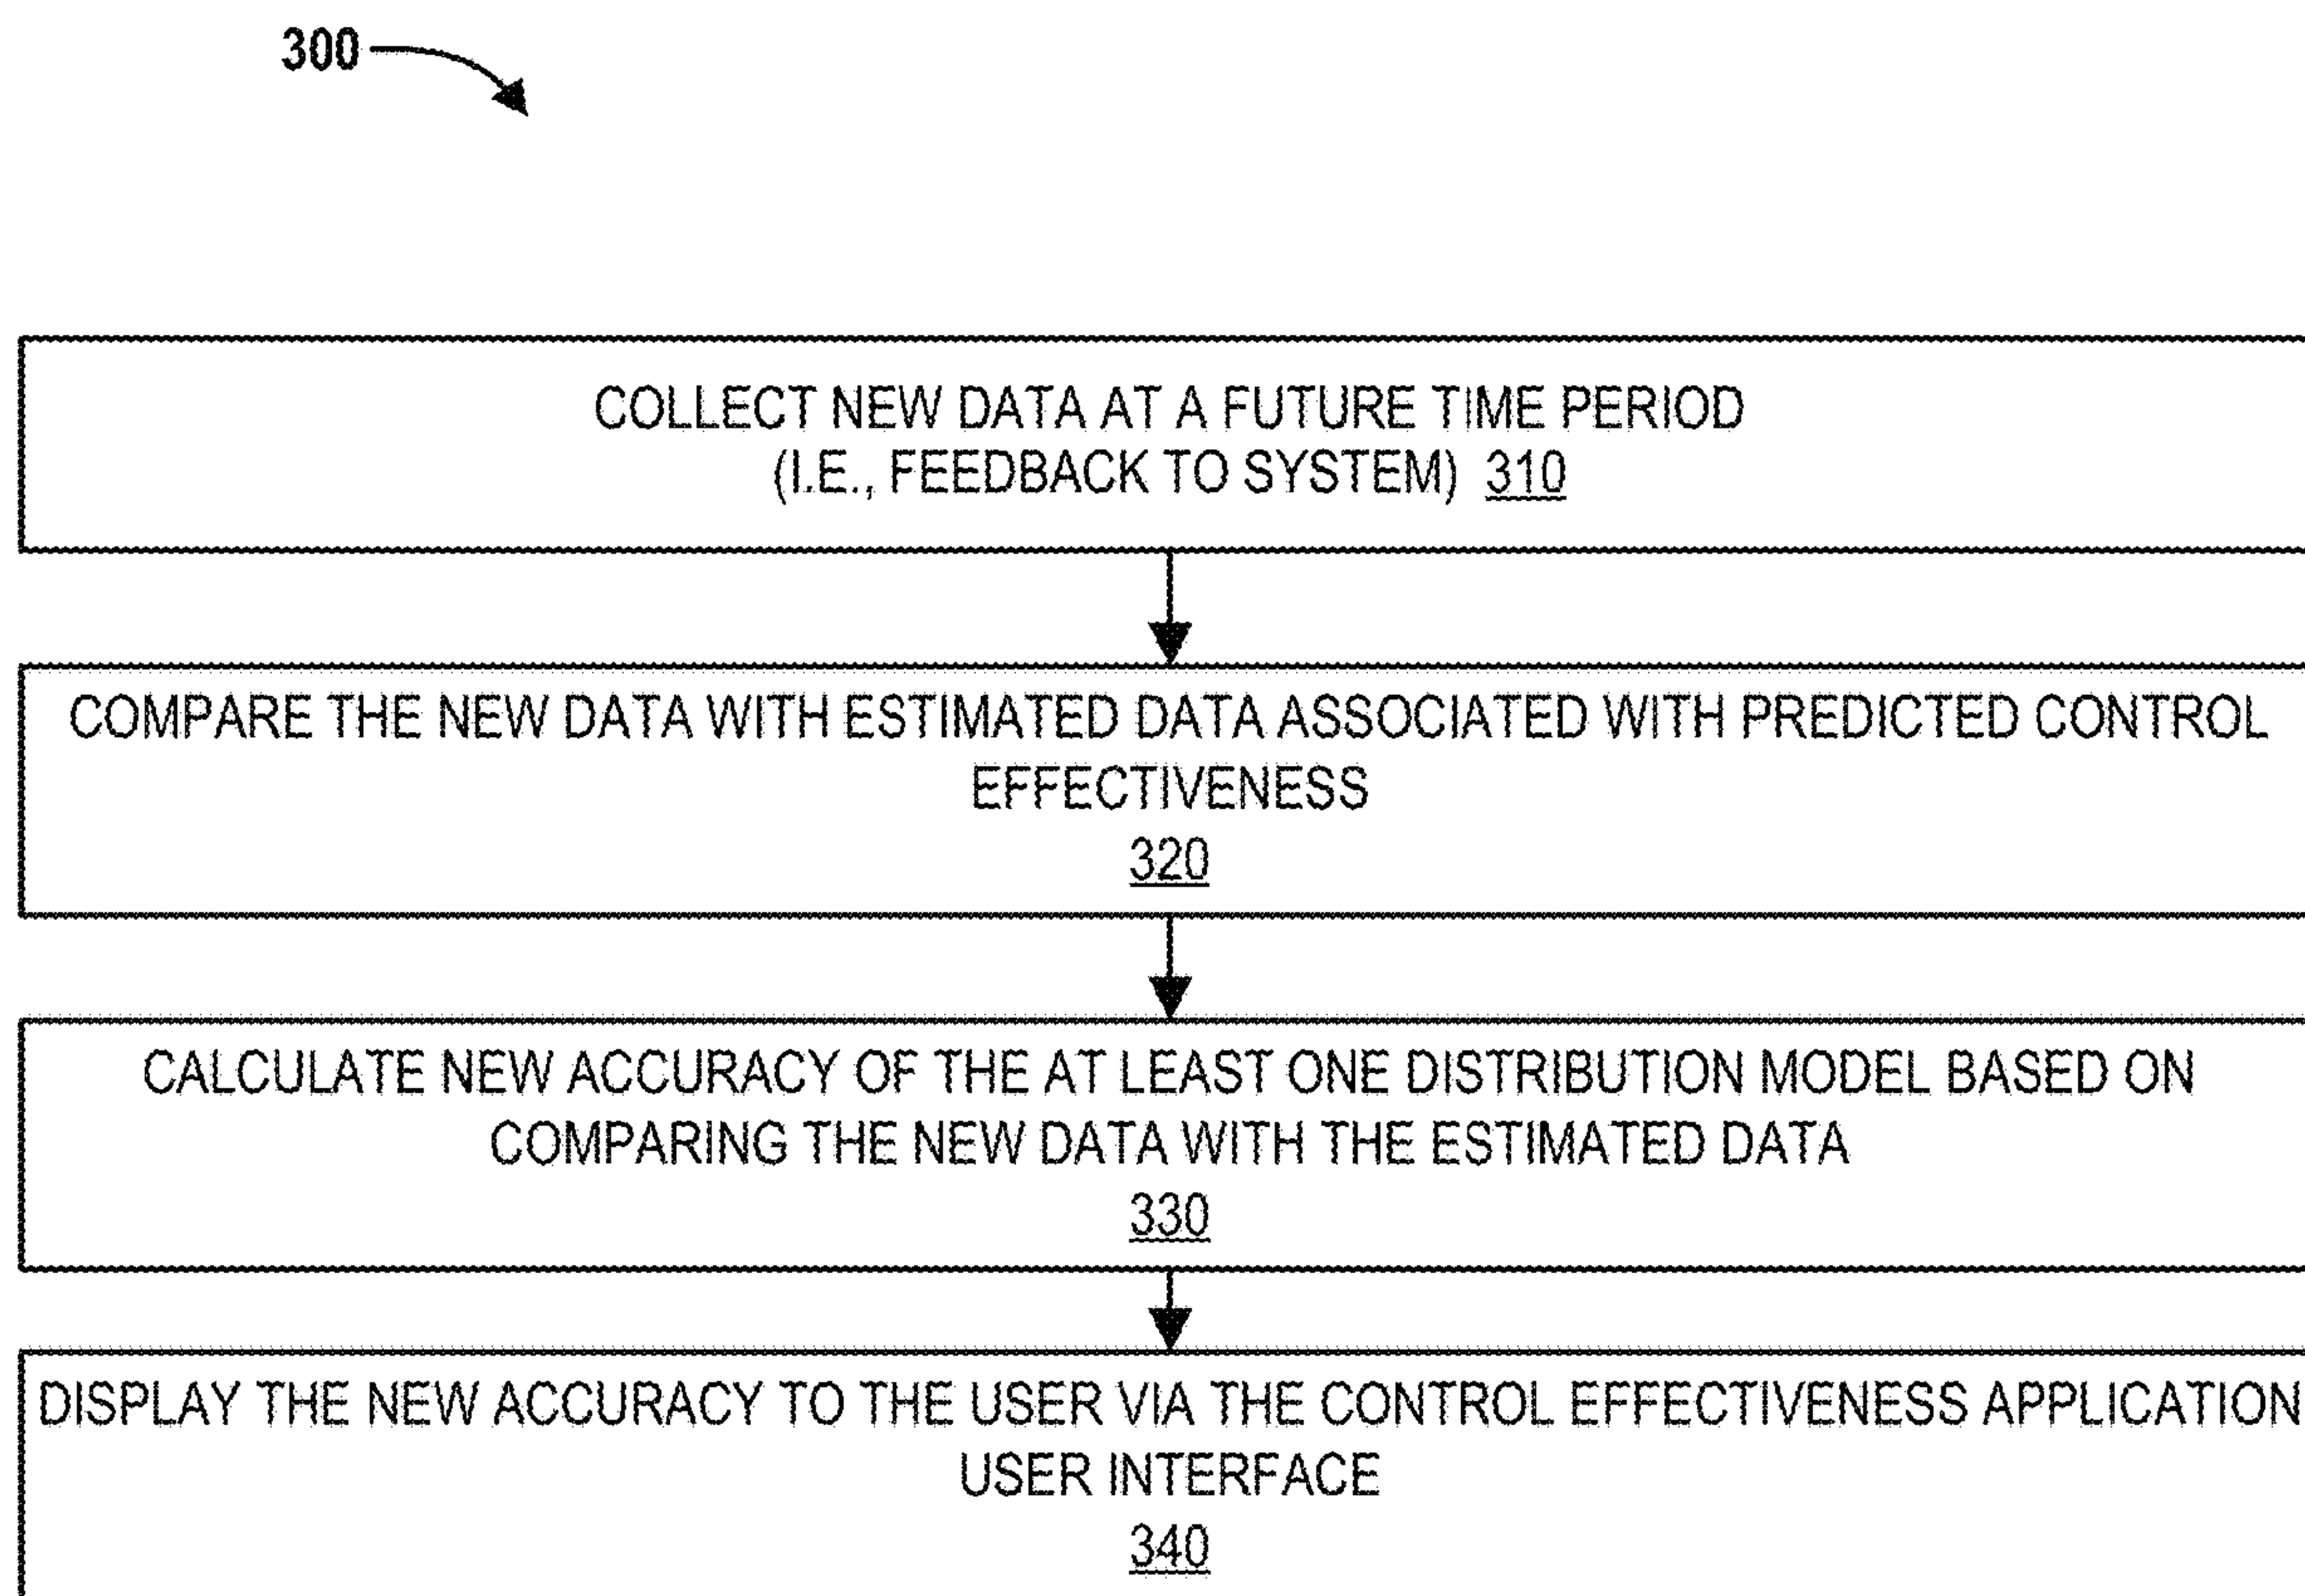 300
COLLECT NEW DATA AT A FUTURE TIME PERIOD
(I.E., FEEDBACK TO SYSTEM) 310
COMPARE THE NEW DATA WITH ESTIMATED DATA ASSOCIATED WITH PREDICTED CONTROL
EFFECTIVENESS
320
CALCULATE NEW ACCURACY OF THE AT LEAST ONE DISTRIBUTION MODEL BASED ON
COMPARING THE NEW DATA WITH THE ESTIMATED DATA
330
DISPLAY THE NEW ACCURACY TO THE USER VIA THE CONTROL EFFECTIVENESS APPLICATION
USER INTERFACE
340